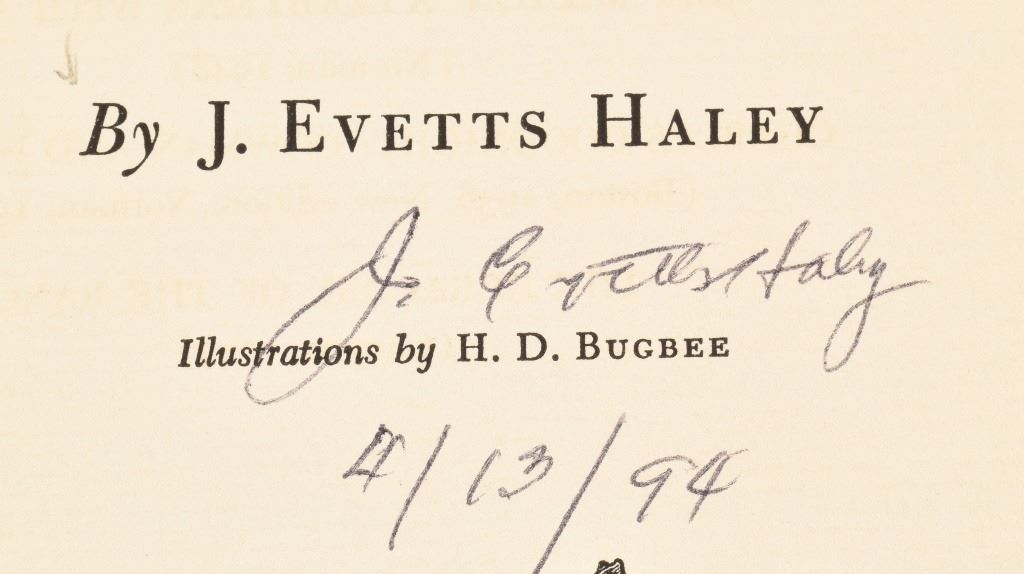 By J. EVETTS HALEY
J. Evetts Haley
Illustrations by H. D. BUGBEE
4/13/94